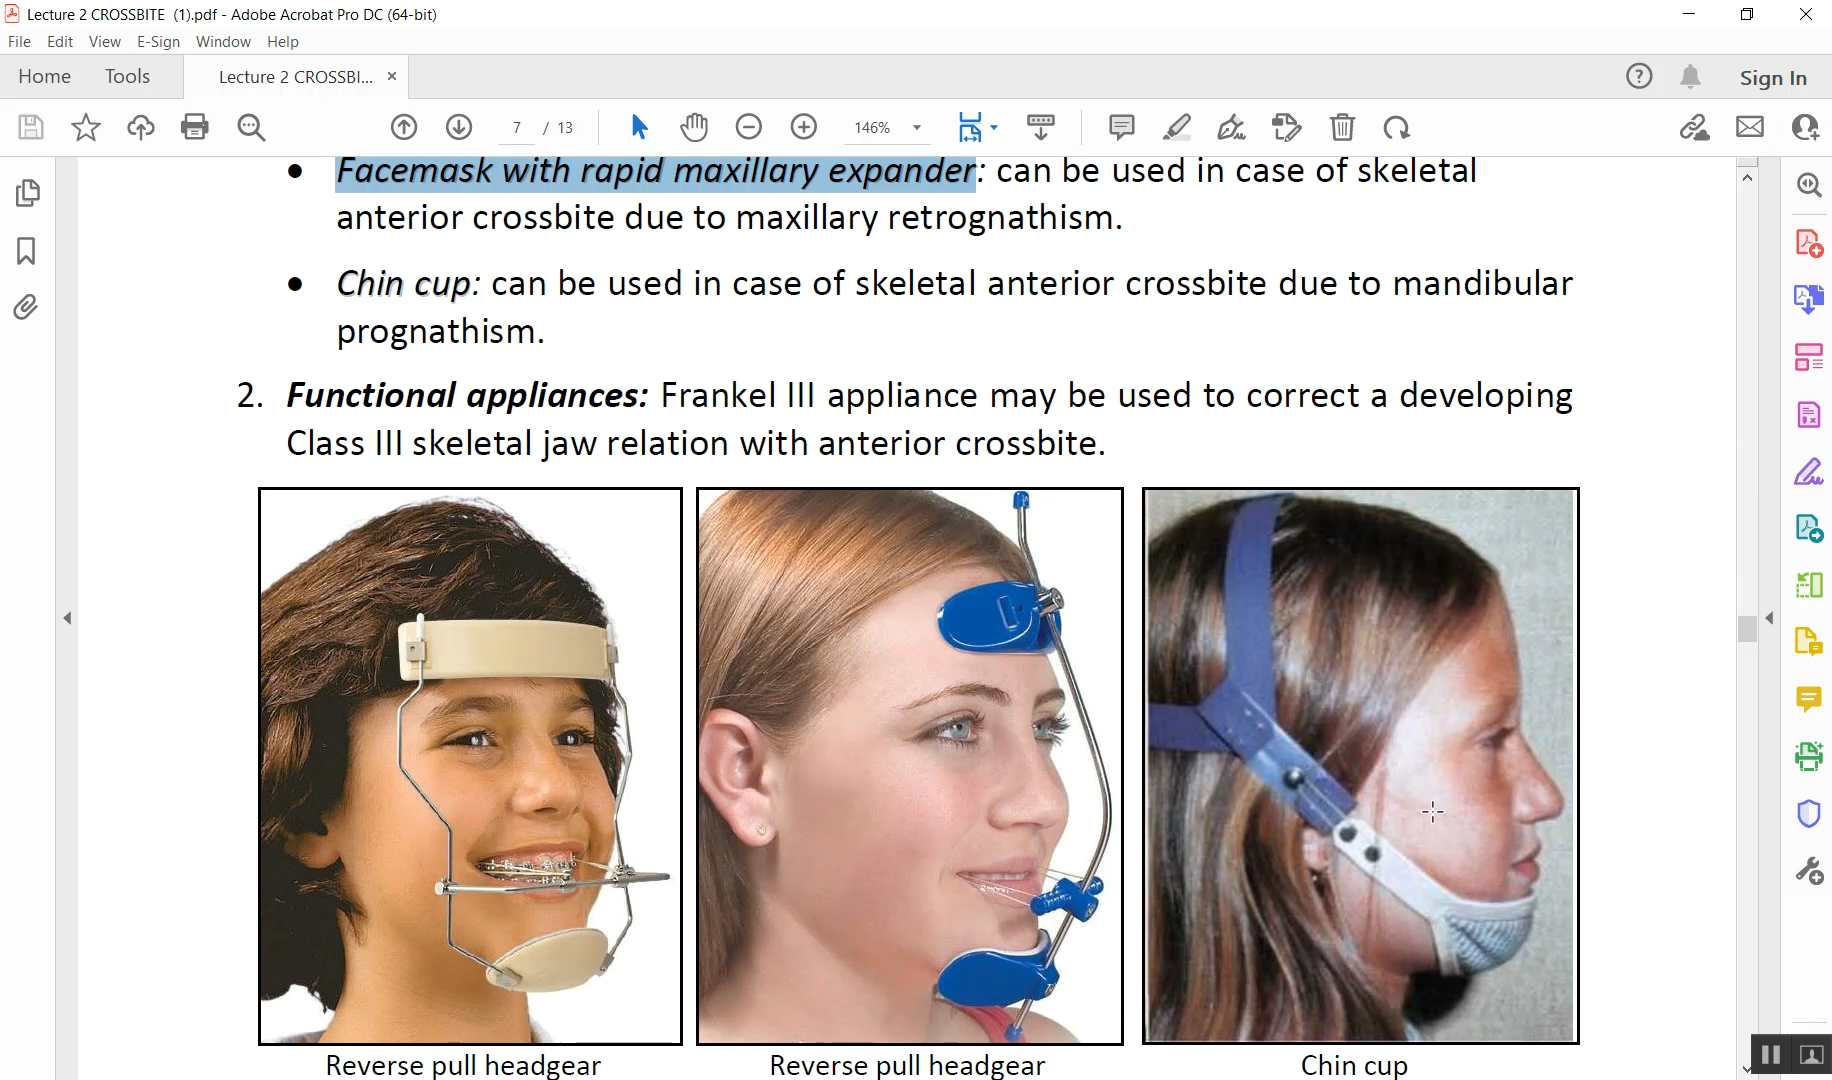 Lecture 2 CROSSBITE (1).pdf - Adobe Acrobat Pro DC (64-bit)
File Edit View E-Sign Window Help
Home Tools Lecture 2 CROSSBI... × Sign In
7 / 13 146%
• Facemask with rapid maxillary expander: can be used in case of skeletal
anterior crossbite due to maxillary retrognathism.
• Chin cup: can be used in case of skeletal anterior crossbite due to mandibular
prognathism.
2. Functional appliances: Frankel III appliance may be used to correct a developing
Class III skeletal jaw relation with anterior crossbite.
Reverse pull headgear Reverse pull headgear Chin cup